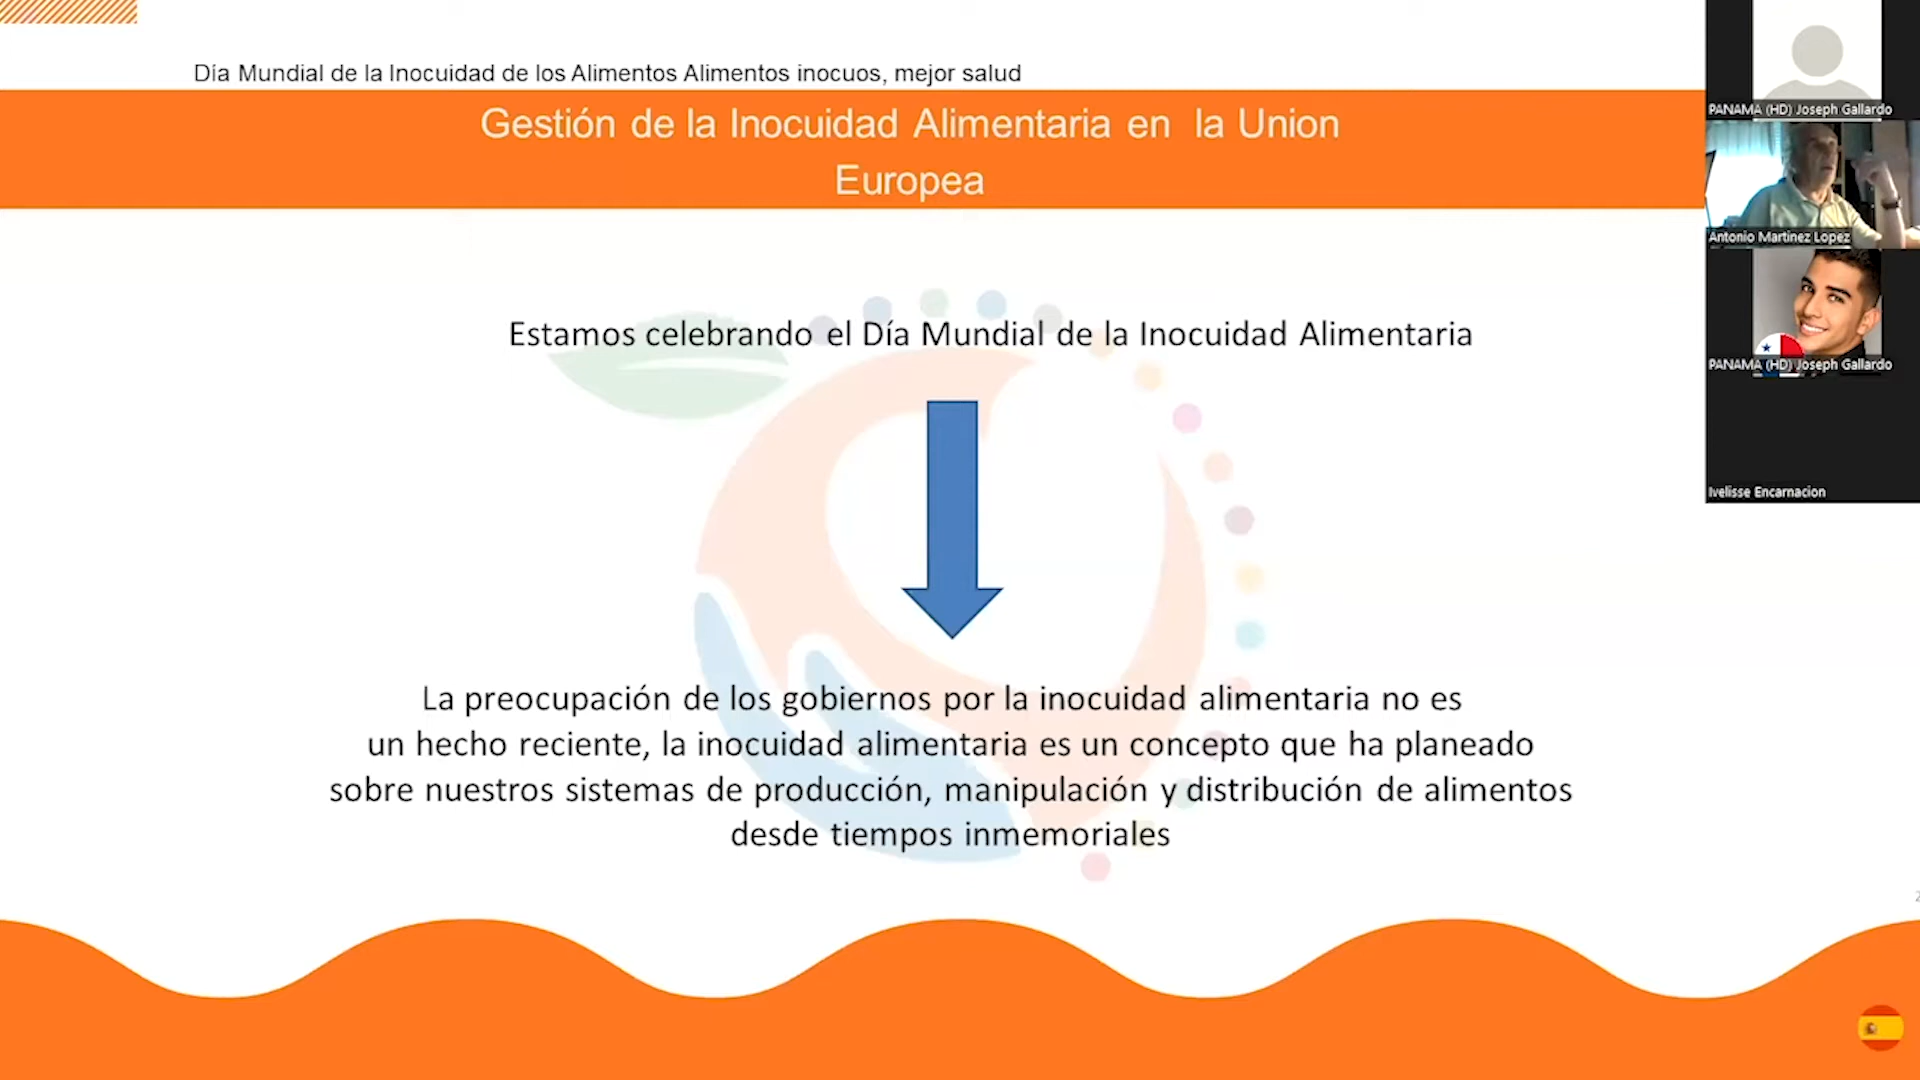 Día Mundial de la Inocuidad de los Alimentos Alimentos inocuos, mejor salud
Gestión de la Inocuidad Alimentaria en la Union
Europea
Estamos celebrando el Día Mundial de la Inocuidad Alimentaria
La preocupación de los gobiernos por la inocuidad alimentaria no es
un hecho reciente, la inocuidad alimentaria es un concepto que ha planeado
sobre nuestros sistemas de producción, manipulación y distribución de alimentos
desde tiempos inmemoriales
PANAMA (HD) Joseph Gallardo
Antonio Martinez Lopez
PANAMA (HD) Joseph Gallardo
Ivelisse Encarnacion